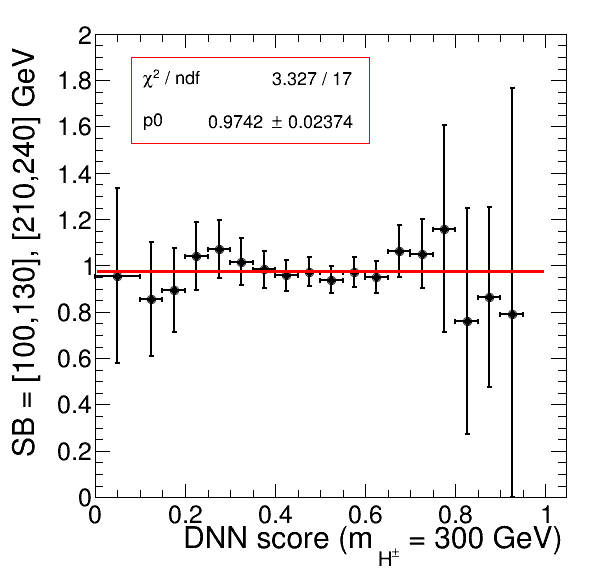 2
1.8
1.6
1.4
1.2
1
0.8
0.6
0.4
0.2
0
SB = [100,130], [210,240] GeV
χ² / ndf 3.327 / 17
p0 0.9742 ± 0.02374
0 0.2 0.4 0.6 0.8 1
DNN score (m_H± = 300 GeV)